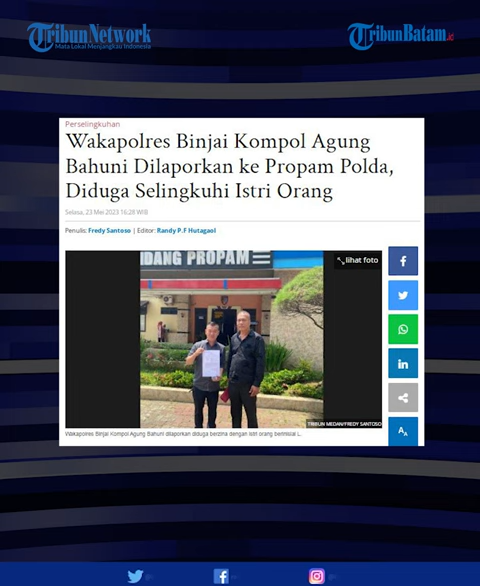 TribunNetwork
Mata Lokal Menjangkau Indonesia
TribunBatam.id
Perselingkuhan
Wakapolres Binjai Kompol Agung
Bahuni Dilaporkan ke Propam Polda,
Diduga Selingkuhi Istri Orang
Selasa, 23 Mei 2023 16:28 WIB
Penulis: Fredy Santoso | Editor: Randy P.F Hutagaol
IDANG PROPAM
lihat foto
TRIBUN MEDAN/FREDY SANTOSO
Wakapolres Binjai Kompol Agung Bahuni dilaporkan diduga berzina dengan istri orang berinisial L.
A A